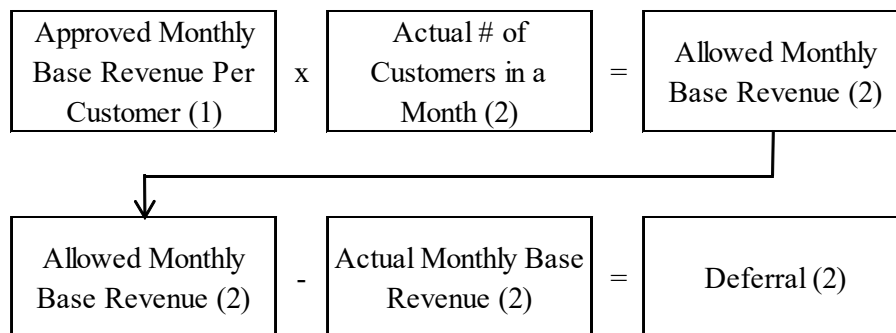 Approved Monthly
Base Revenue Per
Customer (1)
x
Actual # of
Customers in a
Month (2)
=
Allowed Monthly
Base Revenue (2)
Allowed Monthly
Base Revenue (2)
-
Actual Monthly Base
Revenue (2)
=
Deferral (2)